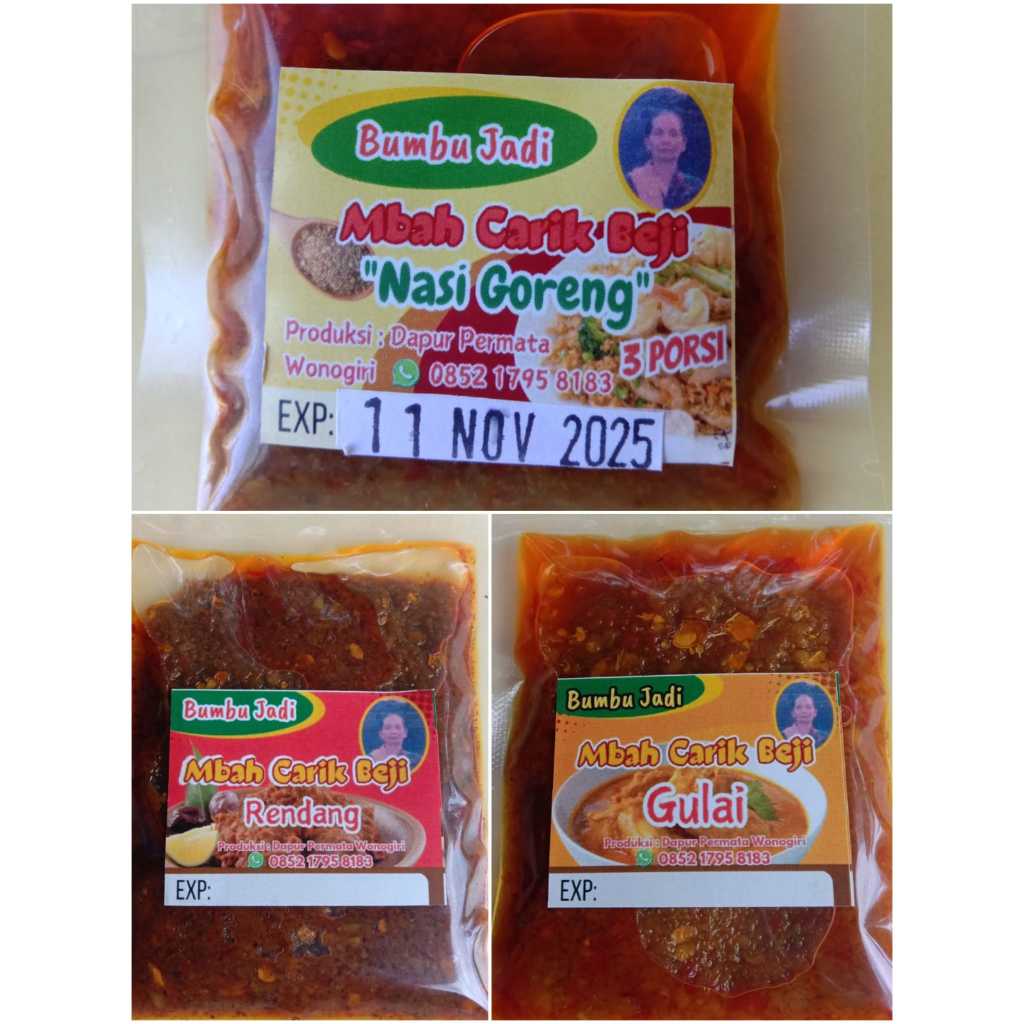 Bumbu Jadi
Mbah Carik Beji
"Nasi Goreng"
Produksi : Dapur Permata
Wonogiri 0852 1795 8183
3 PORSI
EXP: 11 NOV 2025
Bumbu Jadi
Mbah Carik Beji
Rendang
Produksi : Dapur Permata Wonogiri
0852 1795 8183
EXP:
Bumbu Jadi
Mbah Carik Beji
Gulai
Produksi : Dapur Permata Wonogiri
0852 1795 8183
EXP: